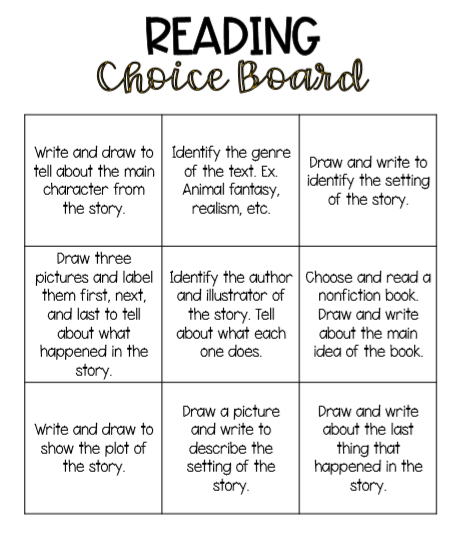 READING
Choice Board
Write and draw to
tell about the main
character from
the story.
Identify the genre
of the text. Ex.
Animal fantasy,
realism, etc.
Draw and write to
identify the setting
of the story.
Draw three
pictures and label
them first, next,
and last to tell
about what
happened in the
story.
Identify the author
and illustrator of
the story. Tell
about what each
one does.
Choose and read a
nonfiction book.
Draw and write
about the main
idea of the book.
Write and draw to
show the plot of
the story.
Draw a picture
and write to
describe the
setting of the
story.
Draw and write
about the last
thing that
happened in the
story.